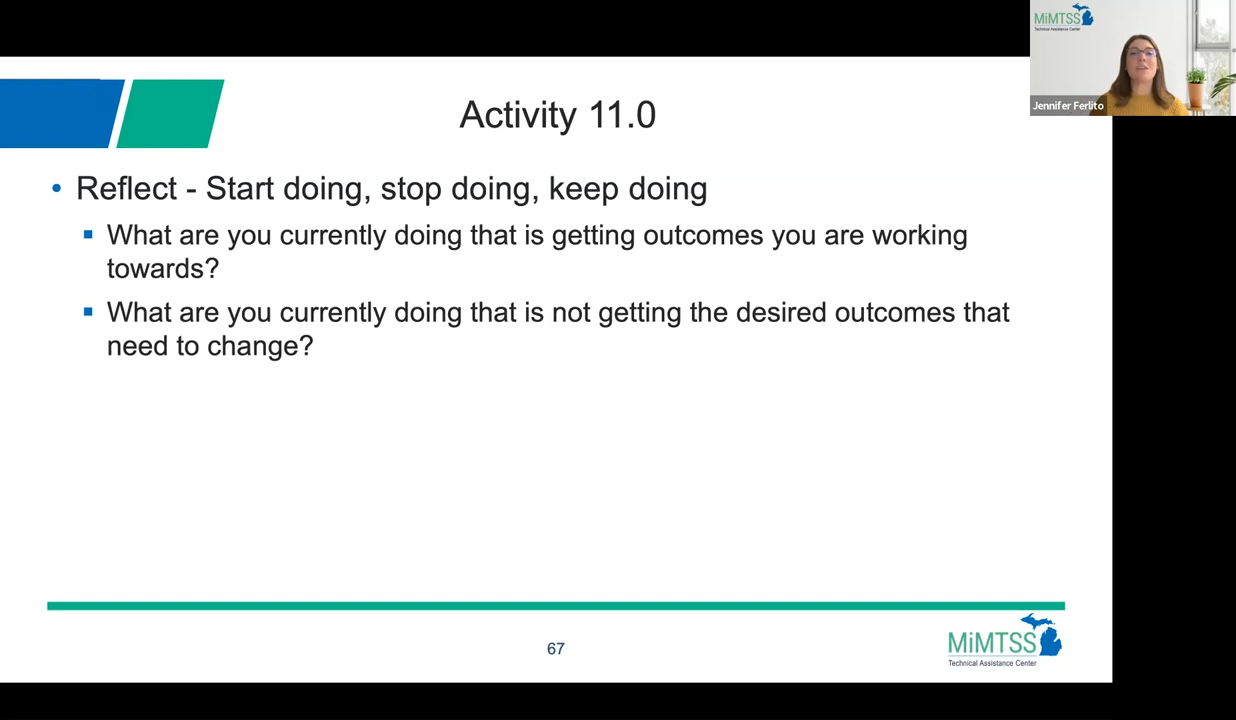 MiMTSS
Technical Assistance Center
Jennifer Ferlito
Activity 11.0
• Reflect - Start doing, stop doing, keep doing
▪ What are you currently doing that is getting outcomes you are working
towards?
▪ What are you currently doing that is not getting the desired outcomes that
need to change?
67
MiMTSS
Technical Assistance Center